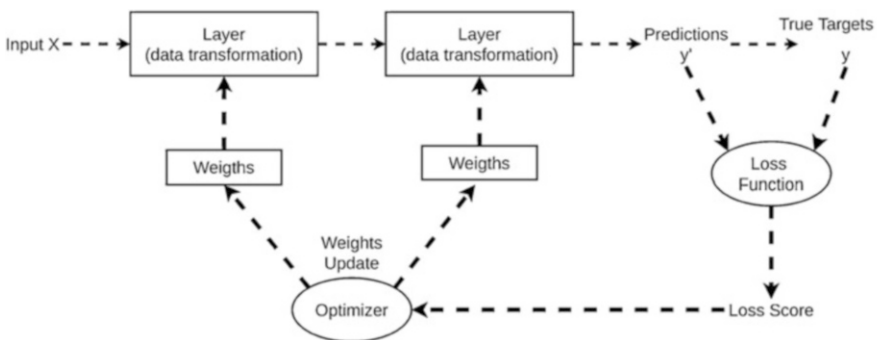 Input X
Layer
(data transformation)
Layer
(data transformation)
Predictions
y'
True Targets
y
Weigths
Weigths
Loss
Function
Weights
Update
Optimizer
Loss Score